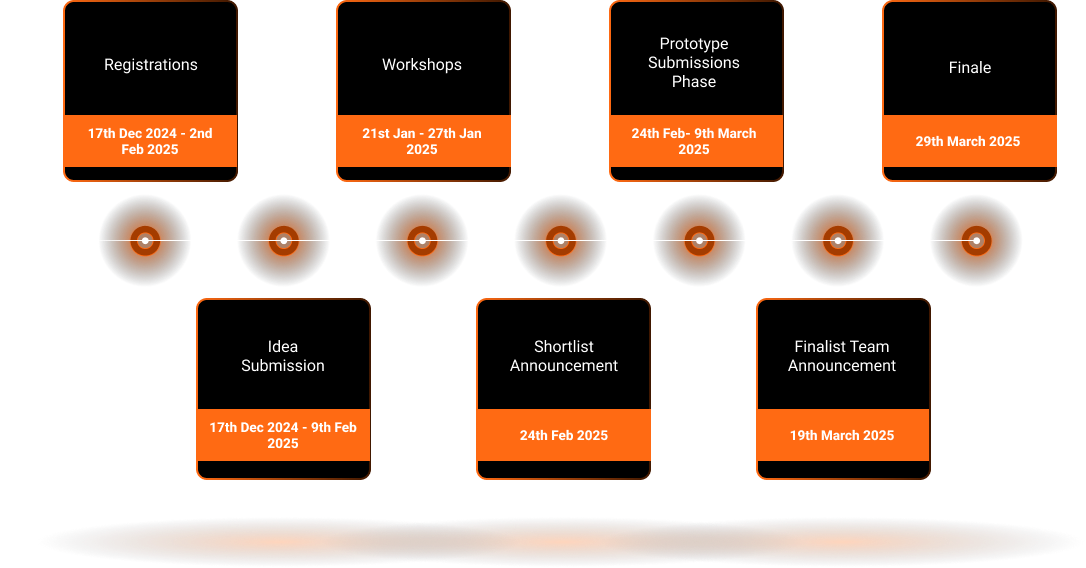 Registrations
17th Dec 2024 - 2nd
Feb 2025
Workshops
21st Jan - 27th Jan
2025
Prototype
Submissions
Phase
24th Feb- 9th March
2025
Finale
29th March 2025
Idea
Submission
17th Dec 2024 - 9th Feb
2025
Shortlist
Announcement
24th Feb 2025
Finalist Team
Announcement
19th March 2025